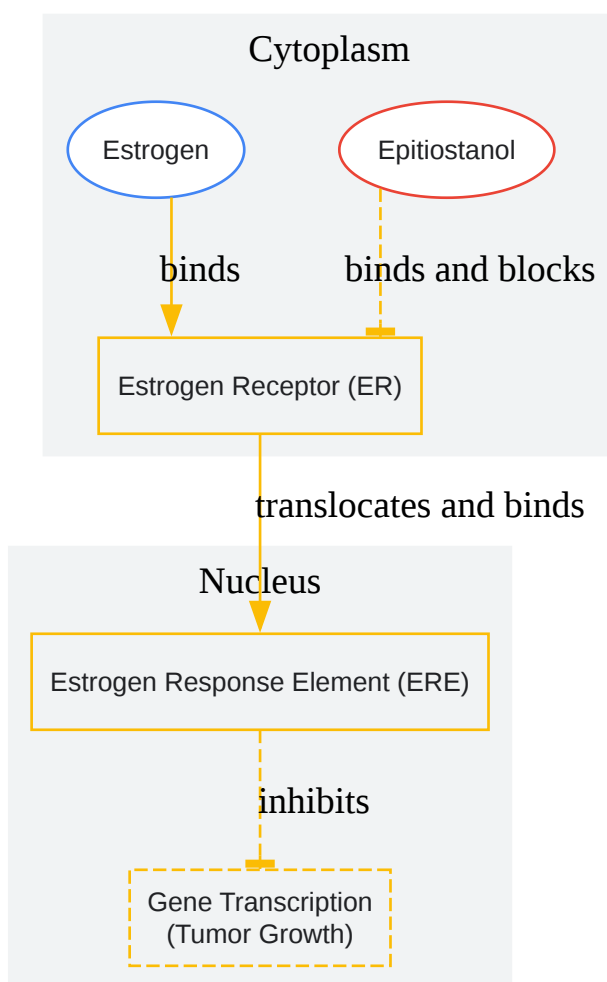 Cytoplasm
Estrogen
Epitiostanol
binds
binds and blocks
Estrogen Receptor (ER)
translocates and binds
Nucleus
Estrogen Response Element (ERE)
inhibits
Gene Transcription
(Tumor Growth)